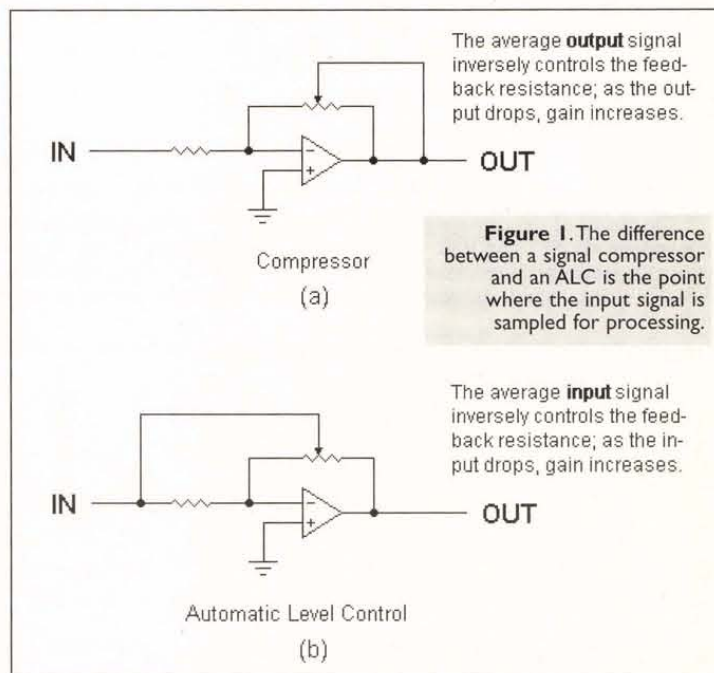 The average output signal
inversely controls the feed-
back resistance; as the out-
put drops, gain increases.
IN
-
+
OUT
Compressor
(a)
Figure 1. The difference
between a signal compressor
and an ALC is the point
where the input signal is
sampled for processing.
The average input signal
inversely controls the feed-
back resistance; as the in-
put drops, gain increases.
IN
-
+
OUT
Automatic Level Control
(b)